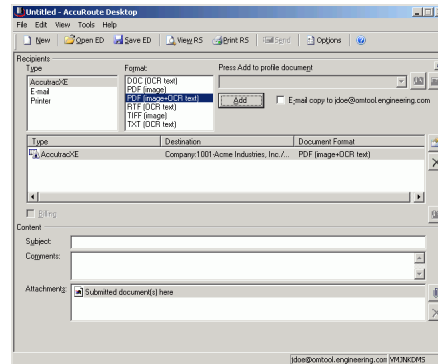 Untitled - AccuRoute Desktop
File Edit View Tools Help
New Open ED Save ED View RS Print RS Send Options
Recipients
Type Format: Press Add to profile document
AccutracXE
E-mail
Printer
DOC (OCR text)
PDF (image)
PDF (image+OCR text)
RTF (OCR text)
TIFF (image)
TXT (OCR text)
Add E-mail copy to jdoe@omtool.engineering.com
Type Destination Document Format
AccutracXE Company:1001-Acme Industries, Inc./... PDF (image+OCR text)
Billing
Content
Subject:
Comments:
Attachments: Submitted document(s) here
jdoe@omtool.engineering.com VMJNKDMS